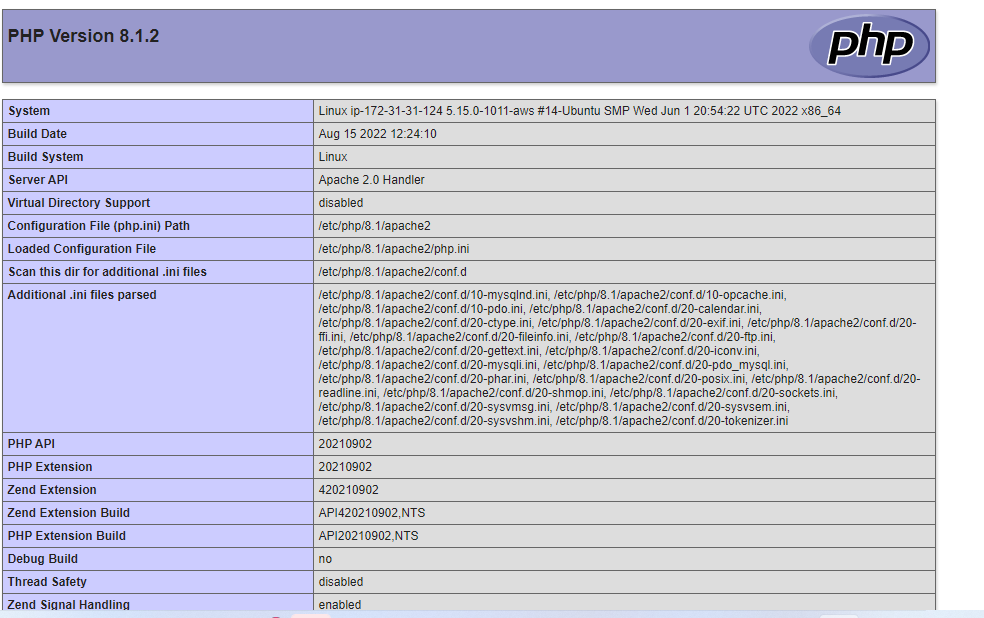 PHP Version 8.1.2
php
System Linux ip-172-31-31-124 5.15.0-1011-aws #14-Ubuntu SMP Wed Jun 1 20:54:22 UTC 2022 x86_64
Build Date Aug 15 2022 12:24:10
Build System Linux
Server API Apache 2.0 Handler
Virtual Directory Support disabled
Configuration File (php.ini) Path /etc/php/8.1/apache2
Loaded Configuration File /etc/php/8.1/apache2/php.ini
Scan this dir for additional .ini files /etc/php/8.1/apache2/conf.d
Additional .ini files parsed /etc/php/8.1/apache2/conf.d/10-mysqlnd.ini, /etc/php/8.1/apache2/conf.d/10-opcache.ini,
/etc/php/8.1/apache2/conf.d/10-pdo.ini, /etc/php/8.1/apache2/conf.d/20-calendar.ini,
/etc/php/8.1/apache2/conf.d/20-ctype.ini, /etc/php/8.1/apache2/conf.d/20-exif.ini, /etc/php/8.1/apache2/conf.d/20-
ffi.ini, /etc/php/8.1/apache2/conf.d/20-fileinfo.ini, /etc/php/8.1/apache2/conf.d/20-ftp.ini,
/etc/php/8.1/apache2/conf.d/20-gettext.ini, /etc/php/8.1/apache2/conf.d/20-iconv.ini,
/etc/php/8.1/apache2/conf.d/20-mysqli.ini, /etc/php/8.1/apache2/conf.d/20-pdo_mysql.ini,
/etc/php/8.1/apache2/conf.d/20-phar.ini, /etc/php/8.1/apache2/conf.d/20-posix.ini, /etc/php/8.1/apache2/conf.d/20-
readline.ini, /etc/php/8.1/apache2/conf.d/20-shmop.ini, /etc/php/8.1/apache2/conf.d/20-sockets.ini,
/etc/php/8.1/apache2/conf.d/20-sysvmsg.ini, /etc/php/8.1/apache2/conf.d/20-sysvsem.ini,
/etc/php/8.1/apache2/conf.d/20-sysvshm.ini, /etc/php/8.1/apache2/conf.d/20-tokenizer.ini
PHP API 20210902
PHP Extension 20210902
Zend Extension 420210902
Zend Extension Build API420210902,NTS
PHP Extension Build API20210902,NTS
Debug Build no
Thread Safety disabled
Zend Signal Handling enabled